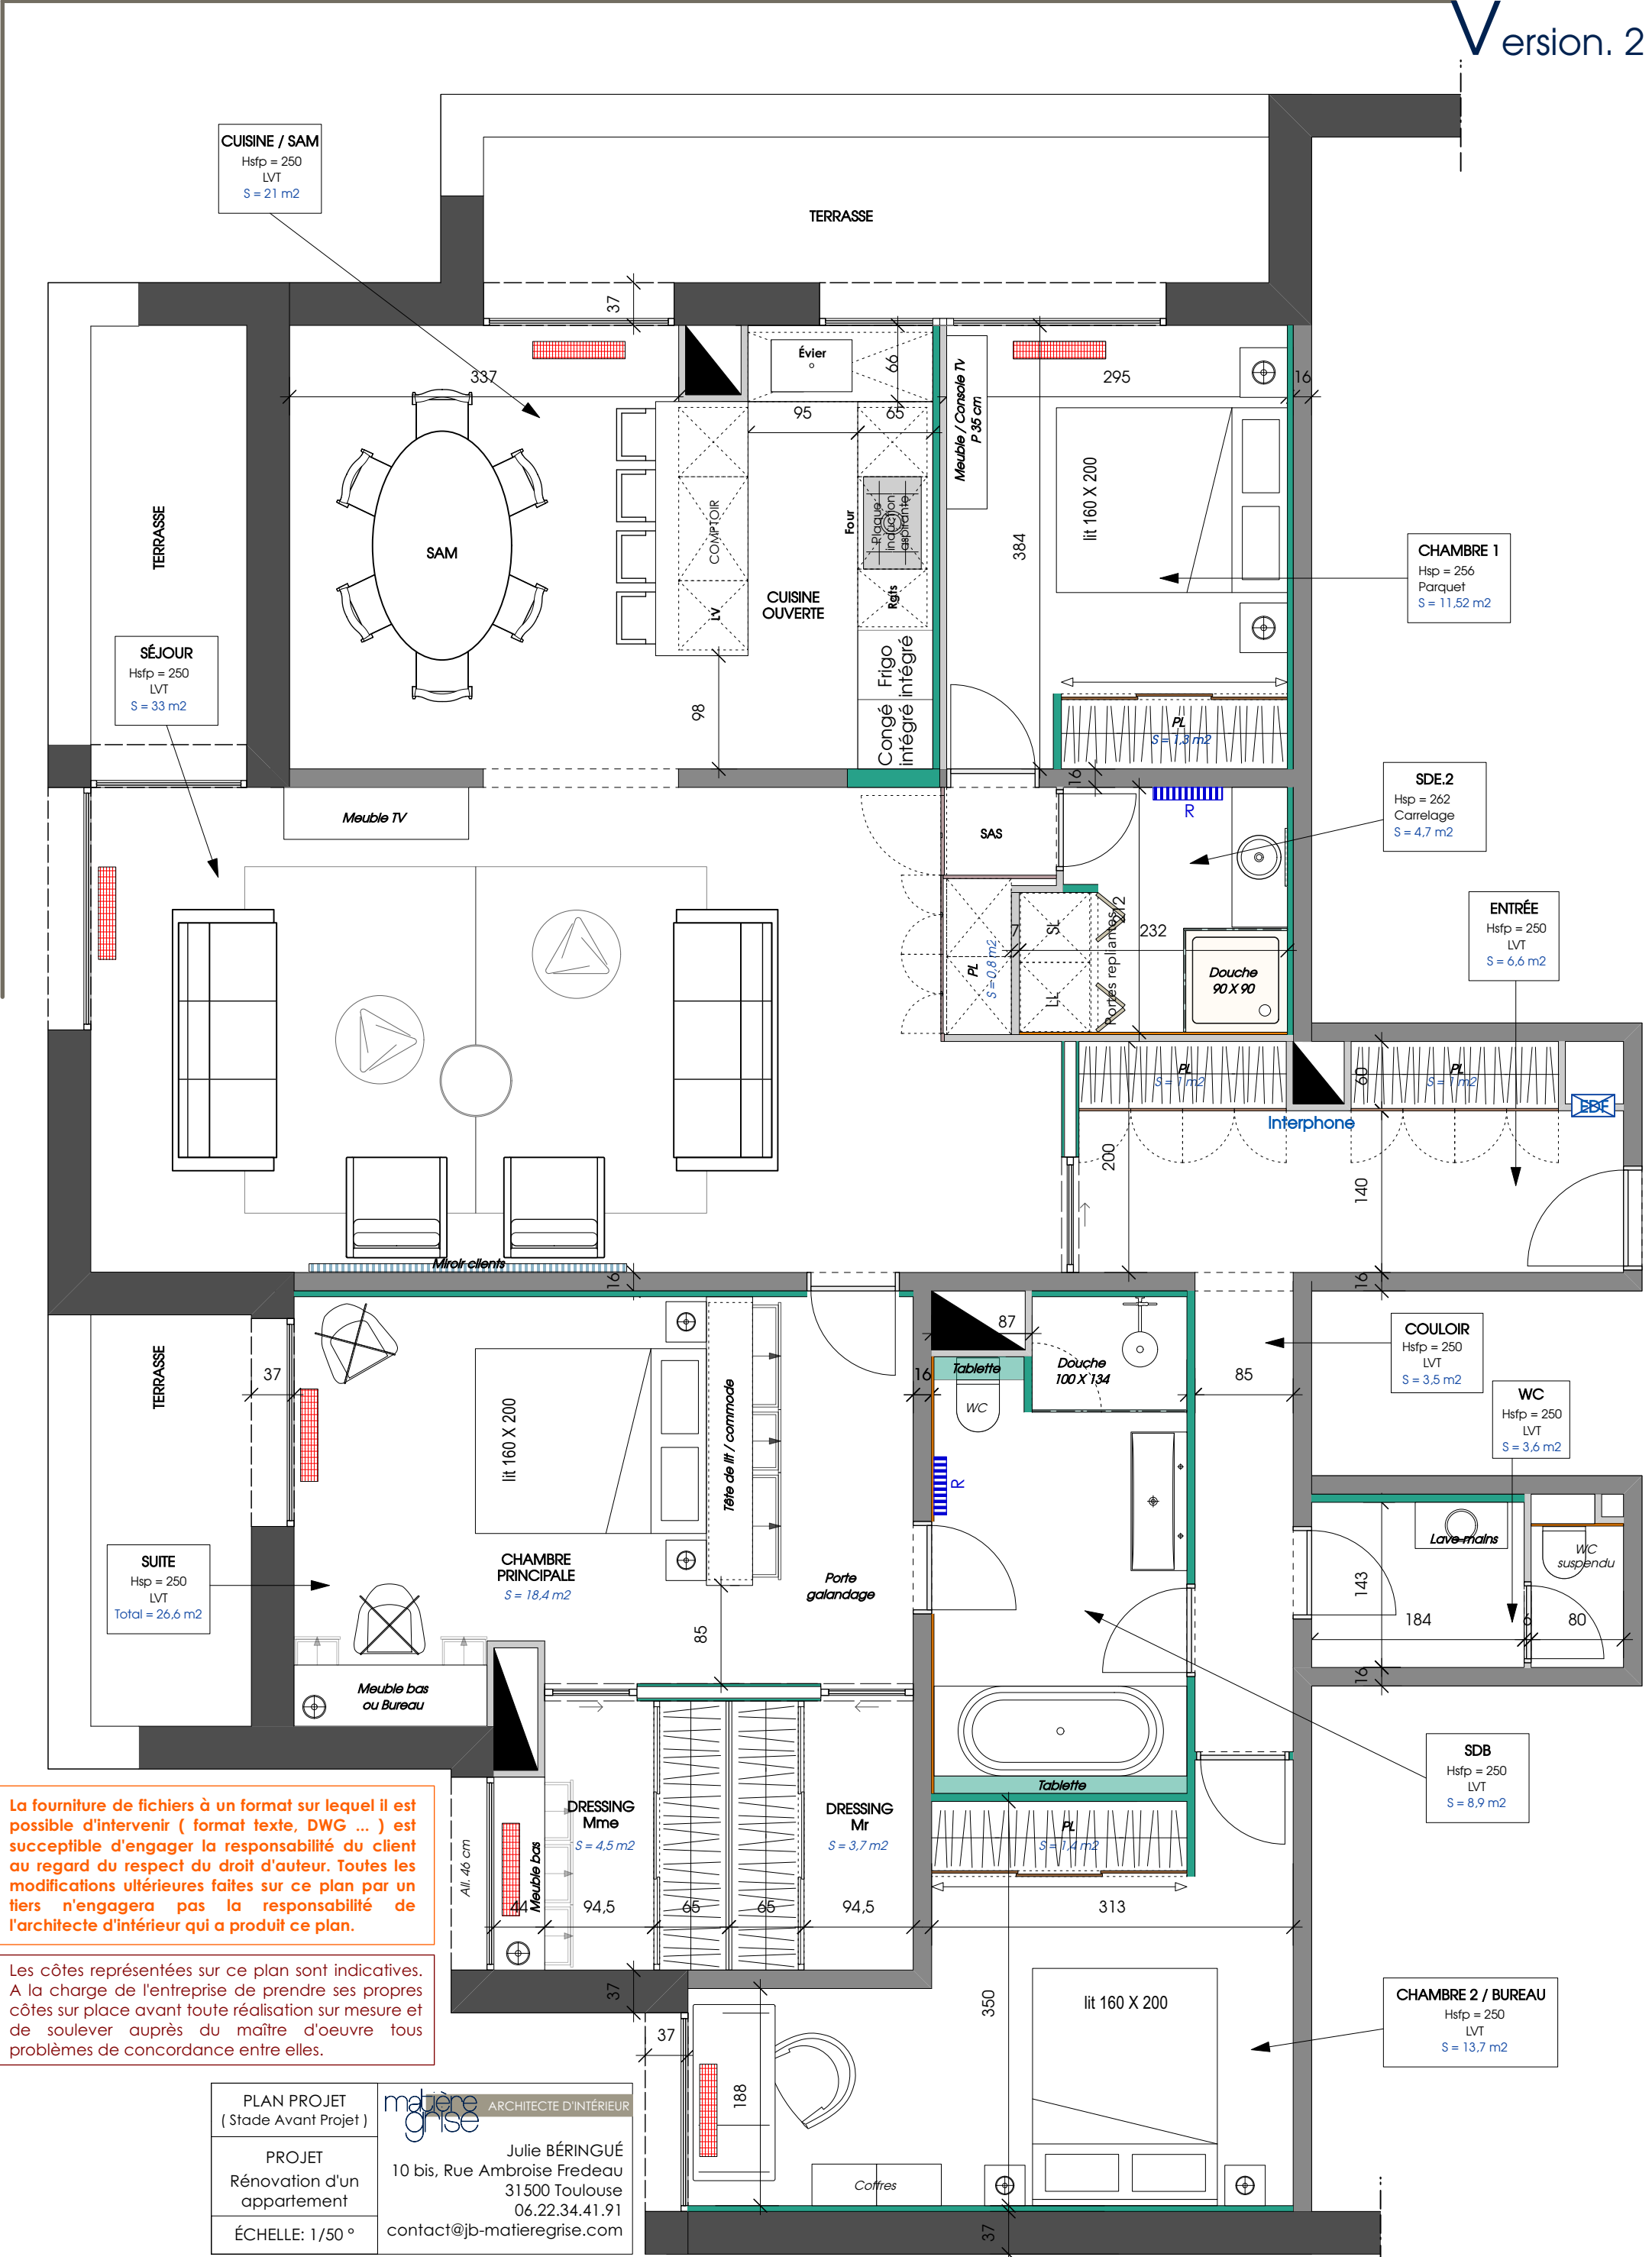 Version. 2
CUISINE / SAM
Hsfp = 250
LVT
S = 21 m2
TERRASSE
37
Évier
66
337
95
65
Meuble / Console Tv
P 35 cm
295
16
TERRASSE
SAM
COMPTOIR
LV
Four
Plaque
induction
aspirante
Rgts
CUISINE
OUVERTE
Frigo
intégré
Congé
intégré
98
384
lit 160 X 200
CHAMBRE 1
Hsp = 256
Parquet
S = 11,52 m2
PL
S = 1,3 m2
SÉJOUR
Hsfp = 250
LVT
S = 33 m2
Meuble TV
SAS
16
R
SDE.2
Hsp = 262
Carrelage
S = 4,7 m2
PL
S = 0,8 m2
7
SL
LL
Portes repliantes
212
232
Douche
90 X 90
ENTRÉE
Hsfp = 250
LVT
S = 6,6 m2
PL
S = 1 m2
60
PL
S = 1 m2
EDF
Interphone
200
140
Miroir clients
16
16
TERRASSE
37
lit 160 X 200
Tête de lit / commode
16
87
Tablette
WC
Douche
100 X 134
85
COULOIR
Hsfp = 250
LVT
S = 3,5 m2
WC
Hsfp = 250
LVT
S = 3,6 m2
R
SUITE
Hsp = 250
LVT
Total = 26,6 m2
CHAMBRE
PRINCIPALE
S = 18,4 m2
Porte
galandage
85
Lave-mains
WC
suspendu
143
184
6
80
16
Meuble bas
ou Bureau
Tablette
SDB
Hsfp = 250
LVT
S = 8,9 m2
DRESSING
Mme
S = 4,5 m2
DRESSING
Mr
S = 3,7 m2
PL
S = 1,4 m2
All. 46 cm
Meuble bas
44
94,5
65
65
94,5
313
37
La fourniture de fichiers à un format sur lequel il est
possible d'intervenir ( format texte, DWG ... ) est
succeptible d'engager la responsabilité du client
au regard du respect du droit d'auteur. Toutes les
modifications ultérieures faites sur ce plan par un
tiers n'engagera pas la responsabilité de
l'architecte d'intérieur qui a produit ce plan.
Les côtes représentées sur ce plan sont indicatives.
A la charge de l'entreprise de prendre ses propres
côtes sur place avant toute réalisation sur mesure et
de soulever auprès du maître d'oeuvre tous
problèmes de concordance entre elles.
37
188
350
lit 160 X 200
Coffres
37
CHAMBRE 2 / BUREAU
Hsfp = 250
LVT
S = 13,7 m2
PLAN PROJET
( Stade Avant Projet )
PROJET
Rénovation d'un
appartement
ÉCHELLE: 1/50 °
matière
grise
ARCHITECTE D'INTÉRIEUR
Julie BÉRINGUÉ
10 bis, Rue Ambroise Fredeau
31500 Toulouse
06.22.34.41.91
contact@jb-matieregrise.com